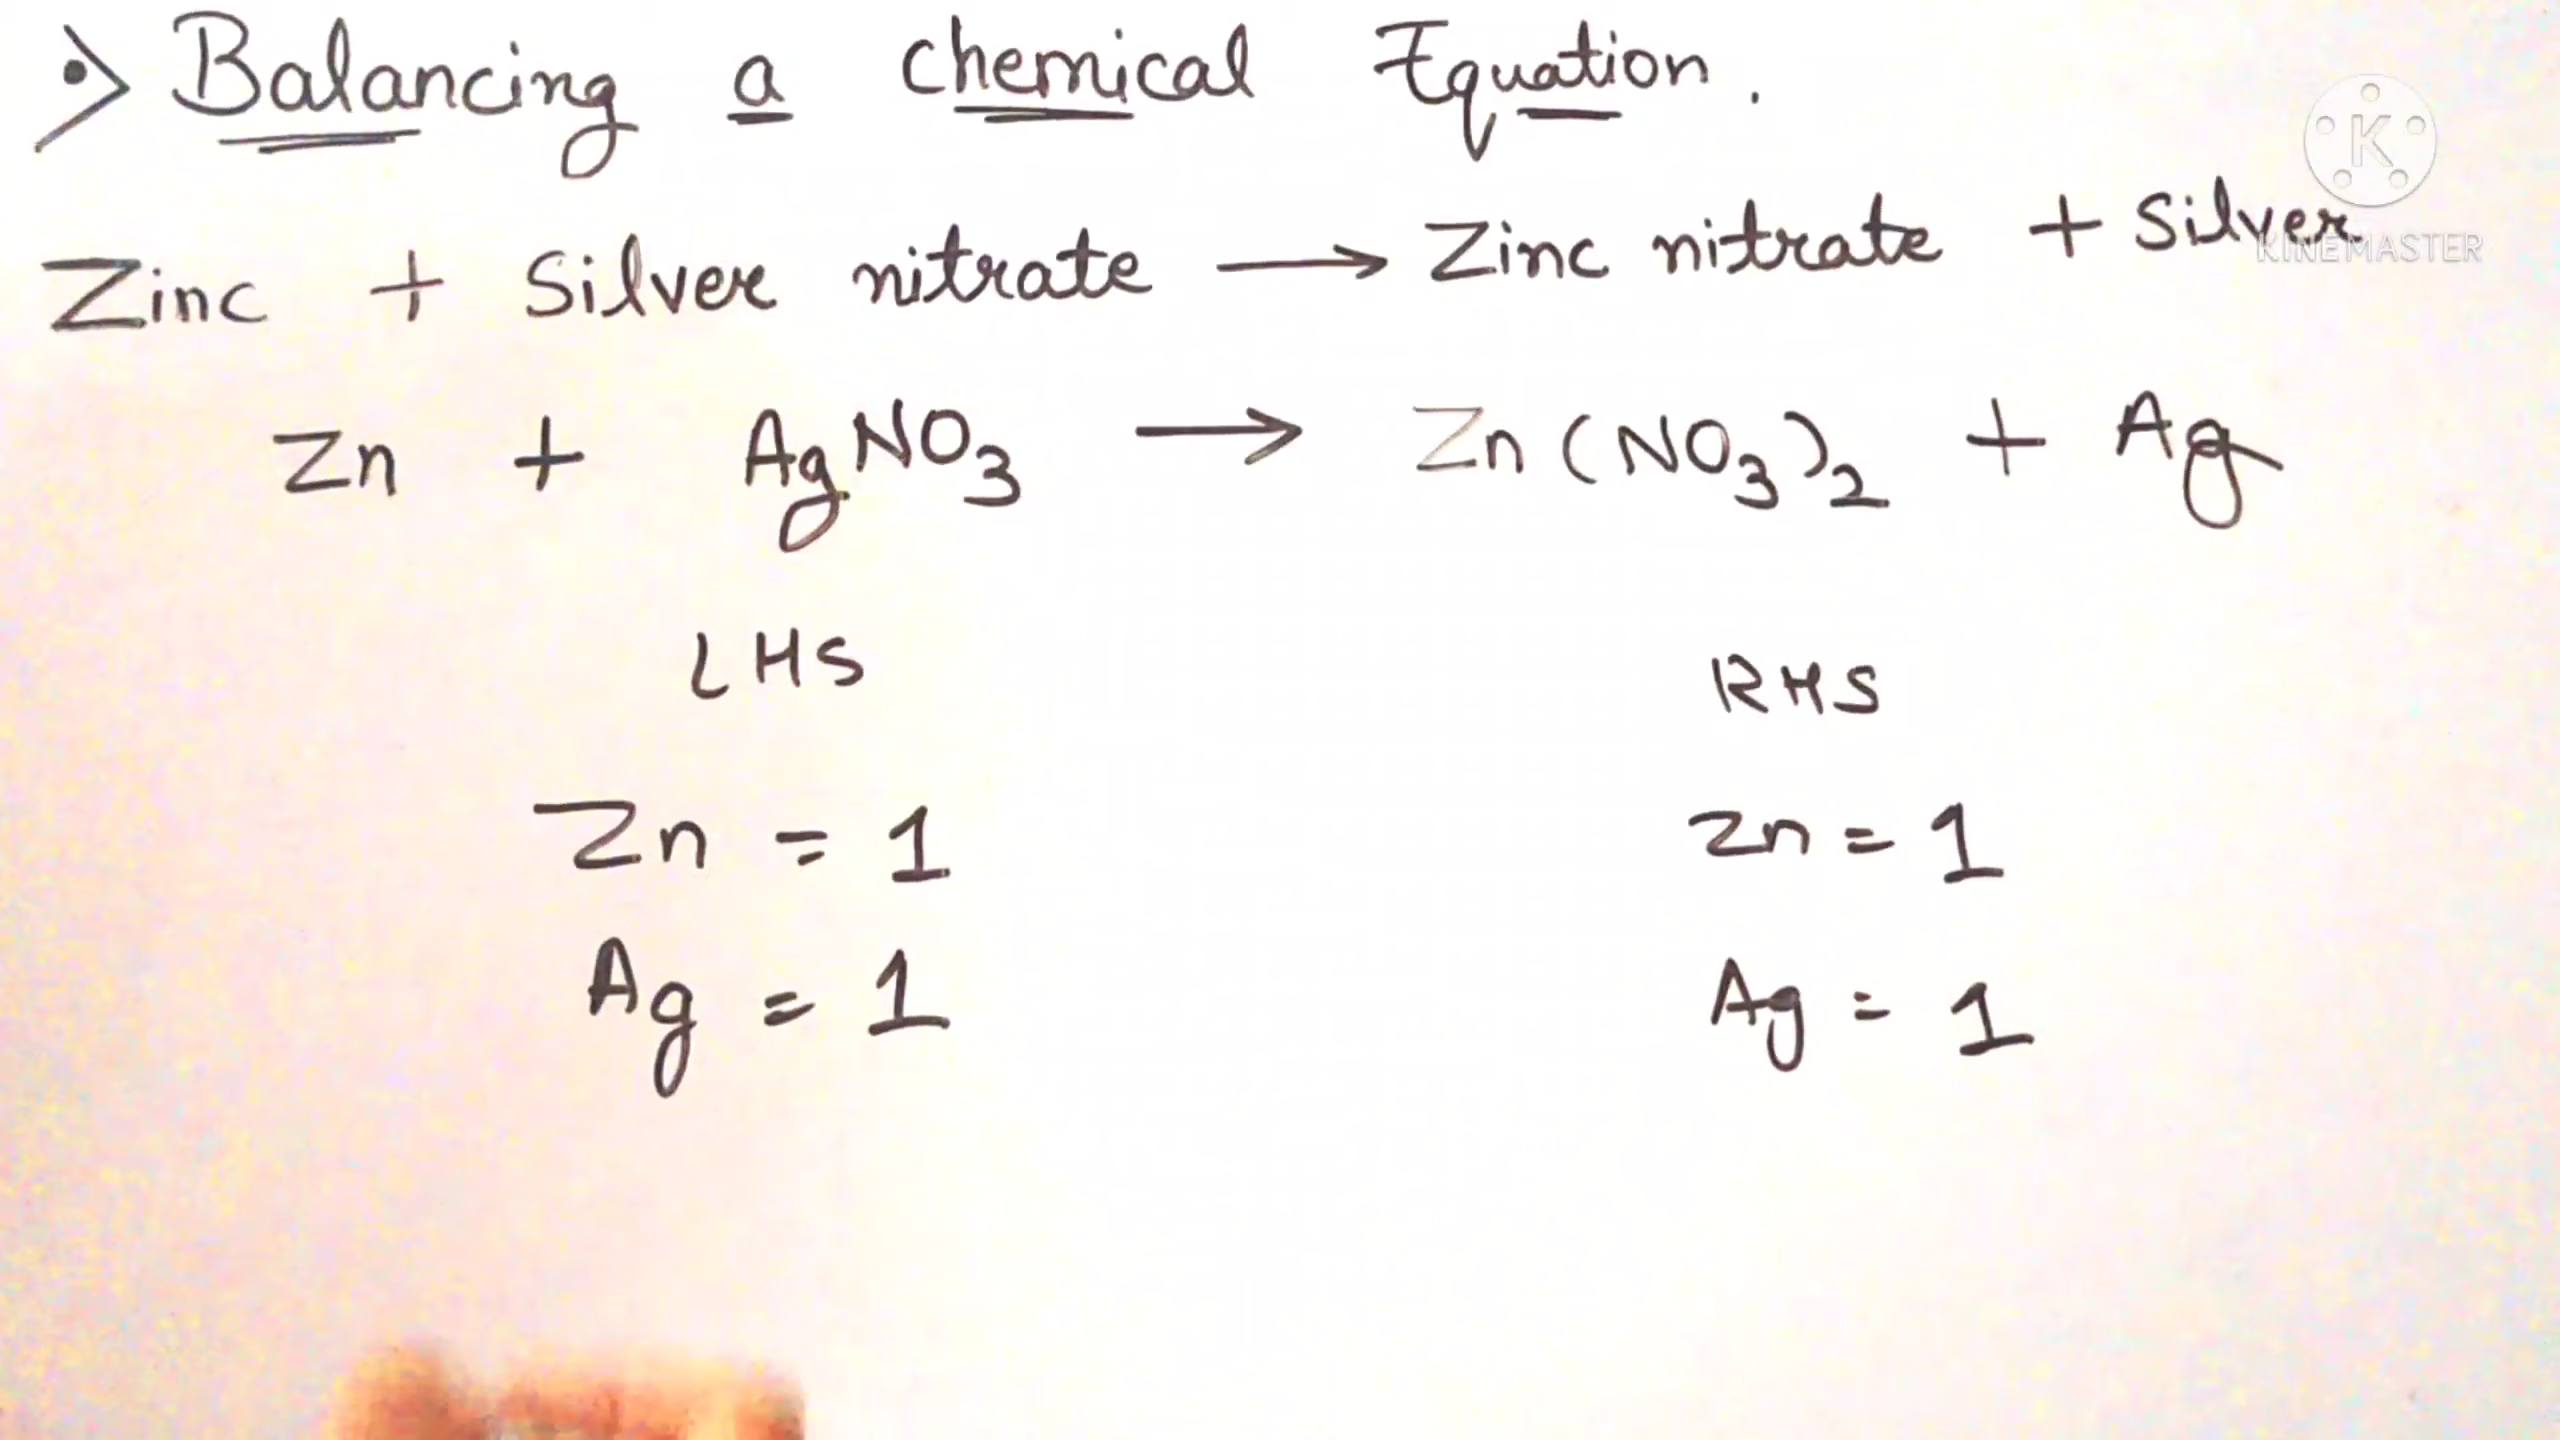 Balancing a chemical Equation.
Zinc + Silver nitrate → Zinc nitrate + Silver
KINEMASTER
Zn + AgNO₃ → Zn(NO₃)₂ + Ag
LHS RHS
Zn = 1 Zn = 1
Ag = 1 Ag = 1